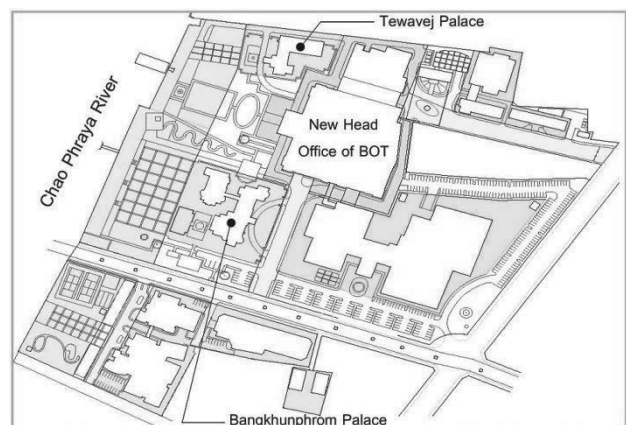 Tewavej Palace
New Head
Office of BOT
Chao Phraya River
Bangkhunphrom Palace